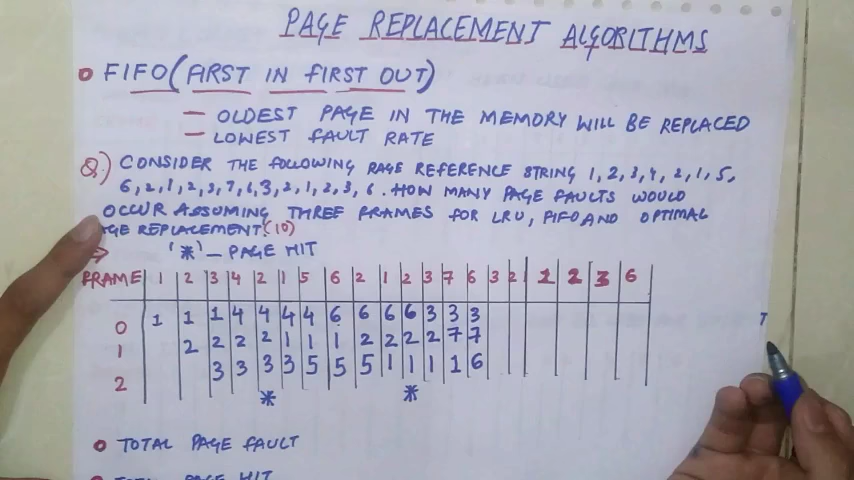 PAGE REPLACEMENT ALGORITHMS
FIFO (FIRST IN FIRST OUT)
— OLDEST PAGE IN THE MEMORY WILL BE REPLACED
— LOWEST FAULT RATE
Q.) CONSIDER THE FOLLOWING PAGE REFERENCE STRING 1, 2, 3, 4, 2, 1, 5,
6, 2, 1, 2, 3, 7, 6, 3, 2, 1, 2, 3, 6. HOW MANY PAGE FAULTS WOULD
OCCUR ASSUMING THREE FRAMES FOR LRU, FIFO AND OPTIMAL
AGE REPLACEMENT (10)
⇒ '*' — PAGE HIT
FRAME 1 2 3 4 2 1 5 6 2 1 2 3 7 6 3 2 1 2 3 6
0 1 1 1 4 4 4 4 6 6 6 6 3 3 3
1 2 2 2 2 1 1 1 2 2 2 2 7 7
2 3 3 3 3 5 5 5 1 1 1 1 6
* *
TOTAL PAGE FAULT
TOTAL PAGE HIT